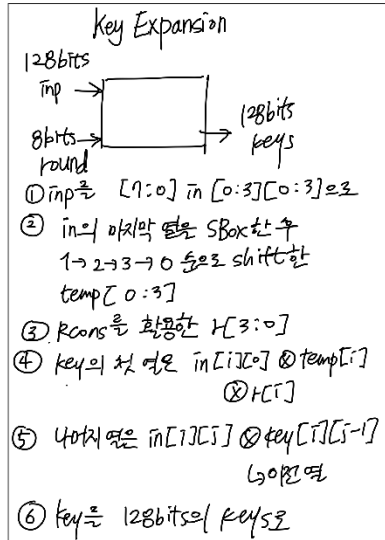 Key Expansion
128bits
inp
8bits
round
128bits
keys
① inp를 [7:0] in [0:3][0:3]으로
② in의 마지막 열을 SBox한 후
1→2→3→0 순으로 shift한
temp[0:3]
③ Rcons를 활용한 r[3:0]
④ key의 첫 열은 in[i][0] ⊗ temp[i]
⊗ r[i]
⑤ 나머지 열은 in[i][j] ⊗ key[i][j-1]
↳이전 열
⑥ key를 128bits의 keys로